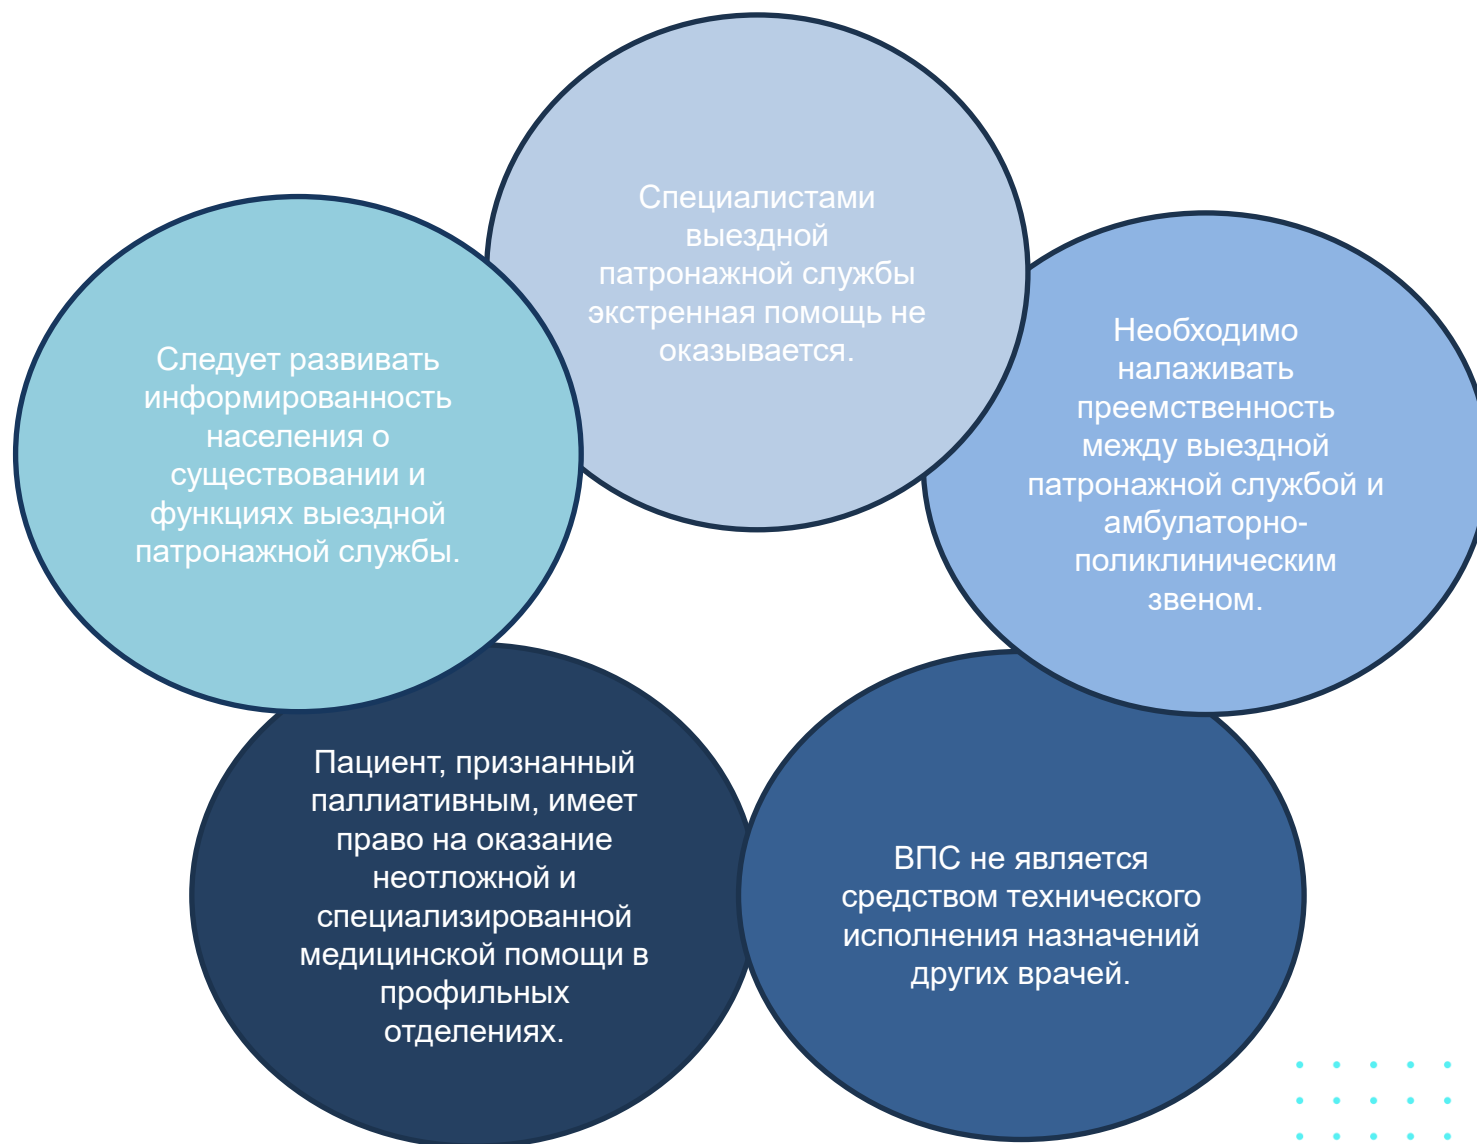 Специалистами
выездной
патронажной службы
экстренная помощь не
оказывается.
Необходимо
налаживать
преемственность
между выездной
патронажной службой и
амбулаторно-
поликлиническим
звеном.
ВПС не является
средством технического
исполнения назначений
других врачей.
Пациент, признанный
паллиативным, имеет
право на оказание
неотложной и
специализированной
медицинской помощи в
профильных
отделениях.
Следует развивать
информированность
населения о
существовании и
функциях выездной
патронажной службы.